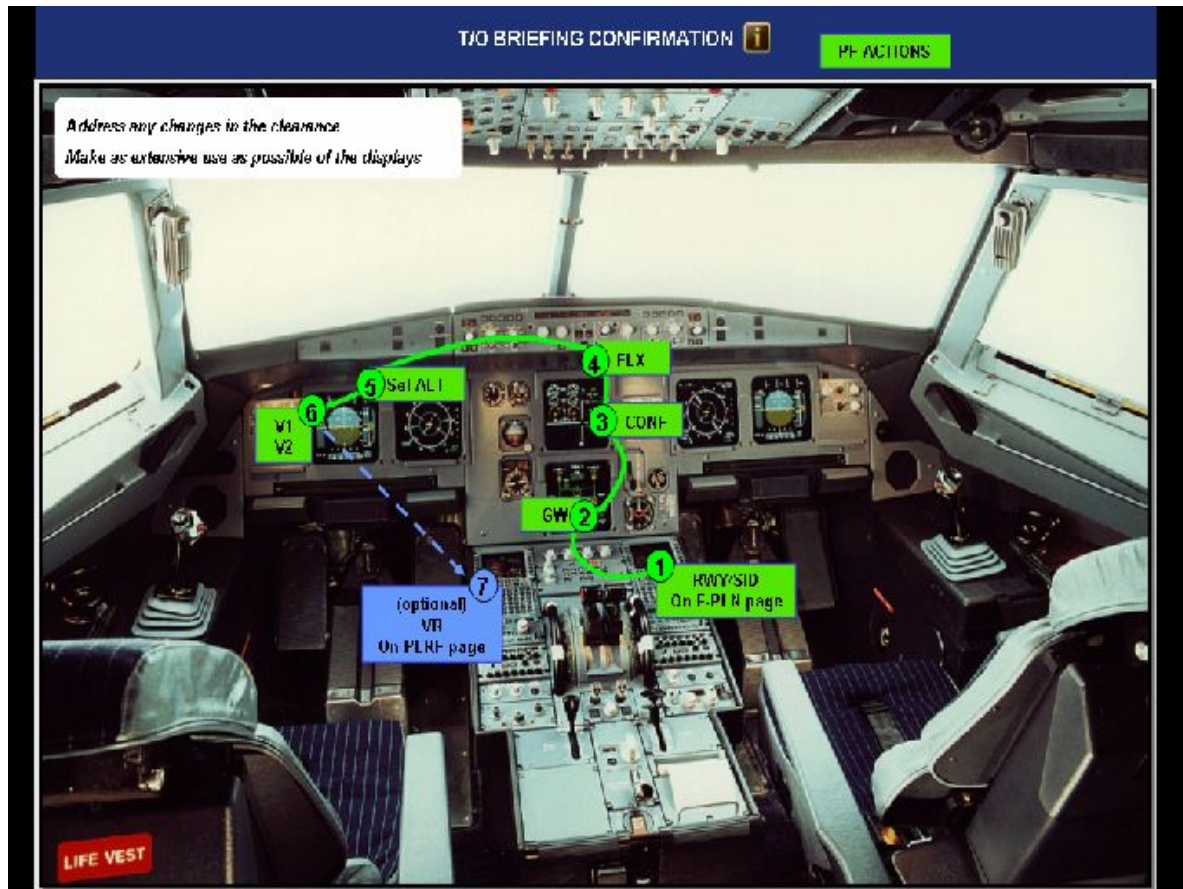 T/O BRIEFING CONFIRMATION i
PF ACTIONS
Address any changes in the clearance
Make as extensive use as possible of the displays
4 FLX
5 Sel ALT
6
V1
V2
3 CONF
GW 2
1
RWY/SID
On F-PLN page
7
(optional)
VR
On PERF page
LIFE VEST